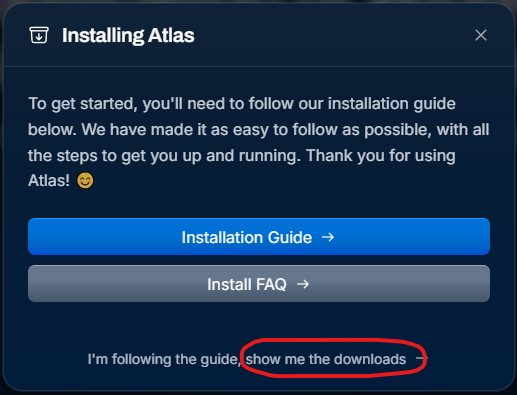 Installing Atlas
To get started, you'll need to follow our installation guide
below. We have made it as easy to follow as possible, with all
the steps to get you up and running. Thank you for using
Atlas! 😊
Installation Guide →
Install FAQ →
I'm following the guide, show me the downloads →